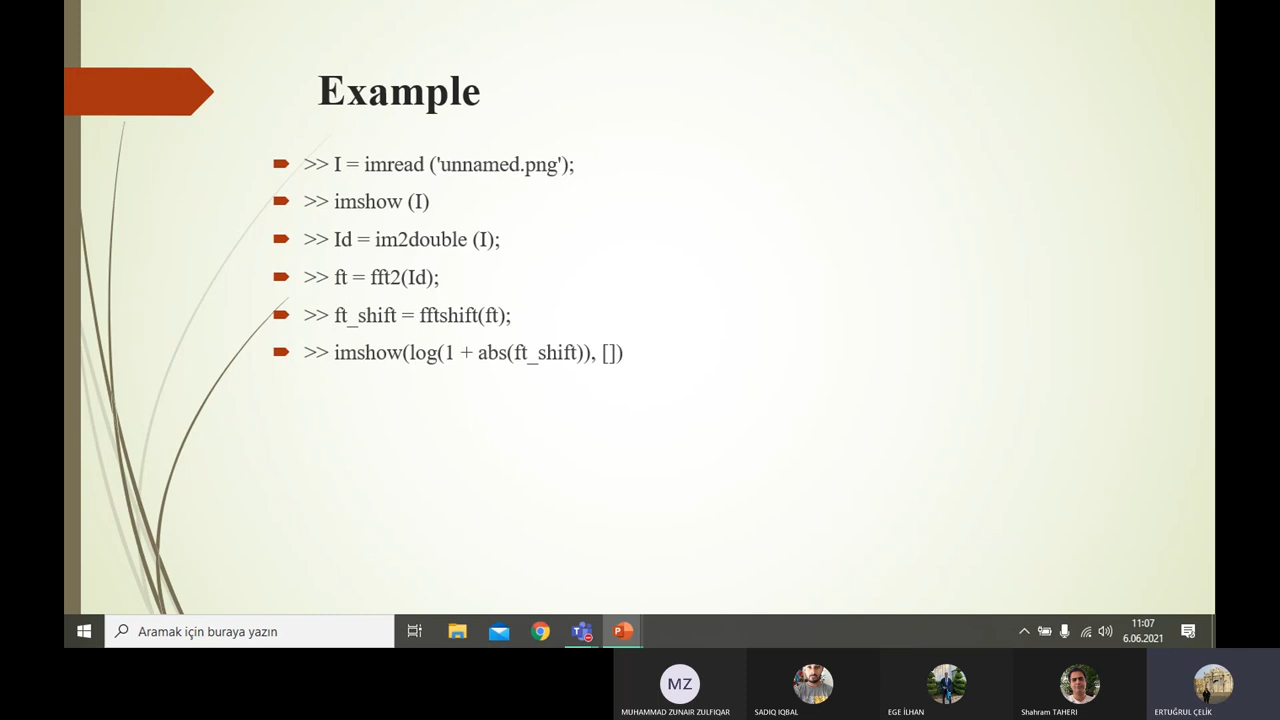 Example
>> I = imread ('unnamed.png');
>> imshow (I)
>> Id = im2double (I);
>> ft = fft2(Id);
>> ft_shift = fftshift(ft);
>> imshow(log(1 + abs(ft_shift)), [])
Aramak için buraya yazın
11:07
6.06.2021
MZ
MUHAMMAD ZUNAIR ZULFIQAR
SADIQ IQBAL
EGE İLHAN
Shahram TAHERI
ERTUĞRUL ÇELİK